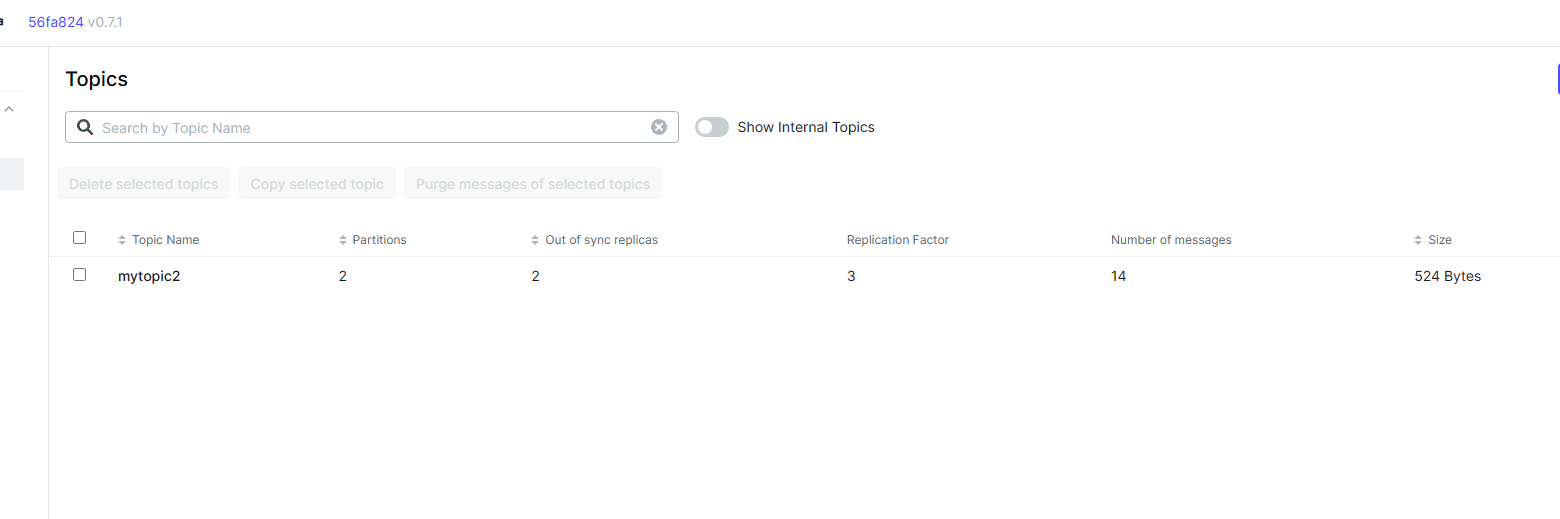 56fa824 v0.7.1
Topics
Search by Topic Name
Show Internal Topics
Delete selected topics Copy selected topic Purge messages of selected topics
Topic Name Partitions Out of sync replicas Replication Factor Number of messages Size
mytopic2 2 2 3 14 524 Bytes